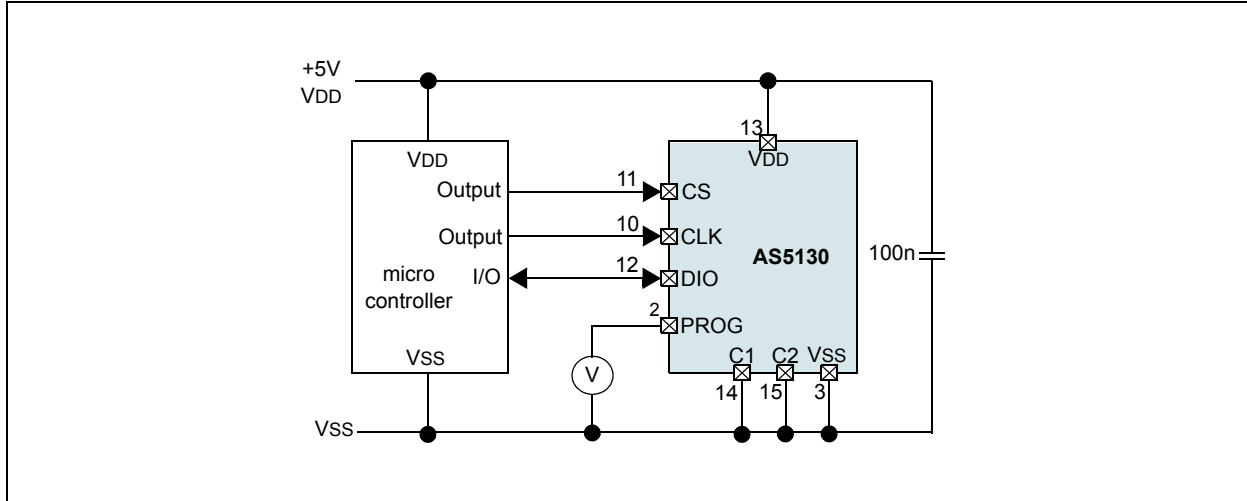 +5V
VDD
13
VDD
VDD
Output
11
CS
Output
10
CLK
AS5130
100n
micro
controller
I/O
12
DIO
2
PROG
VSS
V
C1
C2
VSS
14
15
3
VSS